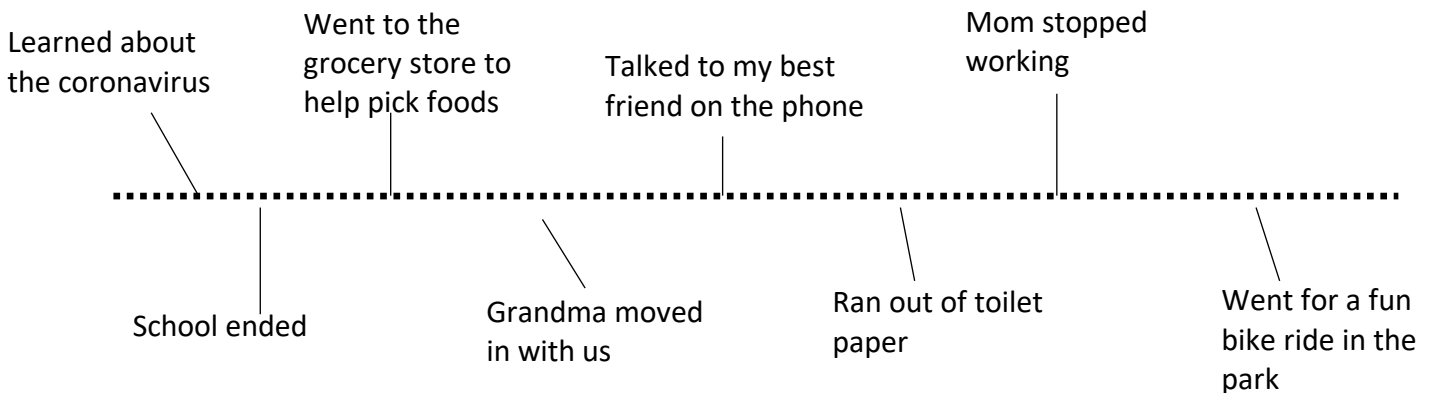 Learned about
the coronavirus
Went to the
grocery store to
help pick foods
Talked to my best
friend on the phone
Mom stopped
working
School ended
Grandma moved
in with us
Ran out of toilet
paper
Went for a fun
bike ride in the
park